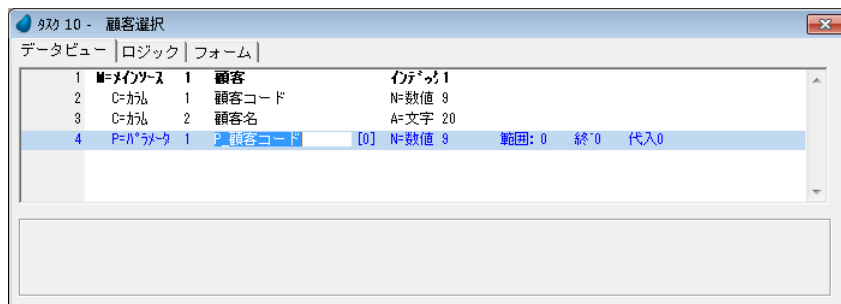 ﾀｽｸ 10 - 顧客選択
データビュー ロジック フォーム
1 M=ﾒｲﾝｿｰｽ 1 顧客 ｲﾝﾃﾞｯｸ 1
2 C=ｶﾗﾑ 1 顧客コード N=数値 9
3 C=ｶﾗﾑ 2 顧客名 A=文字 20
4 P=ﾊﾟﾗﾒｰﾀ 1 P_顧客コード [0] N=数値 9 範囲: 0 終: 0 代入0